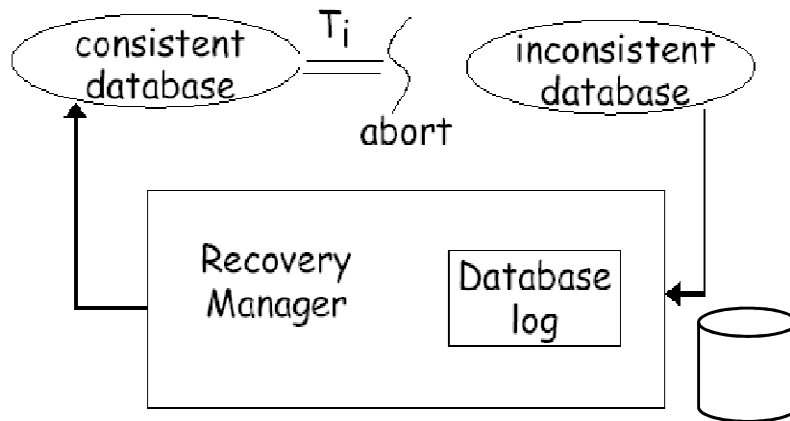 consistent
database
Ti
abort
inconsistent
database
Recovery
Manager
Database
log